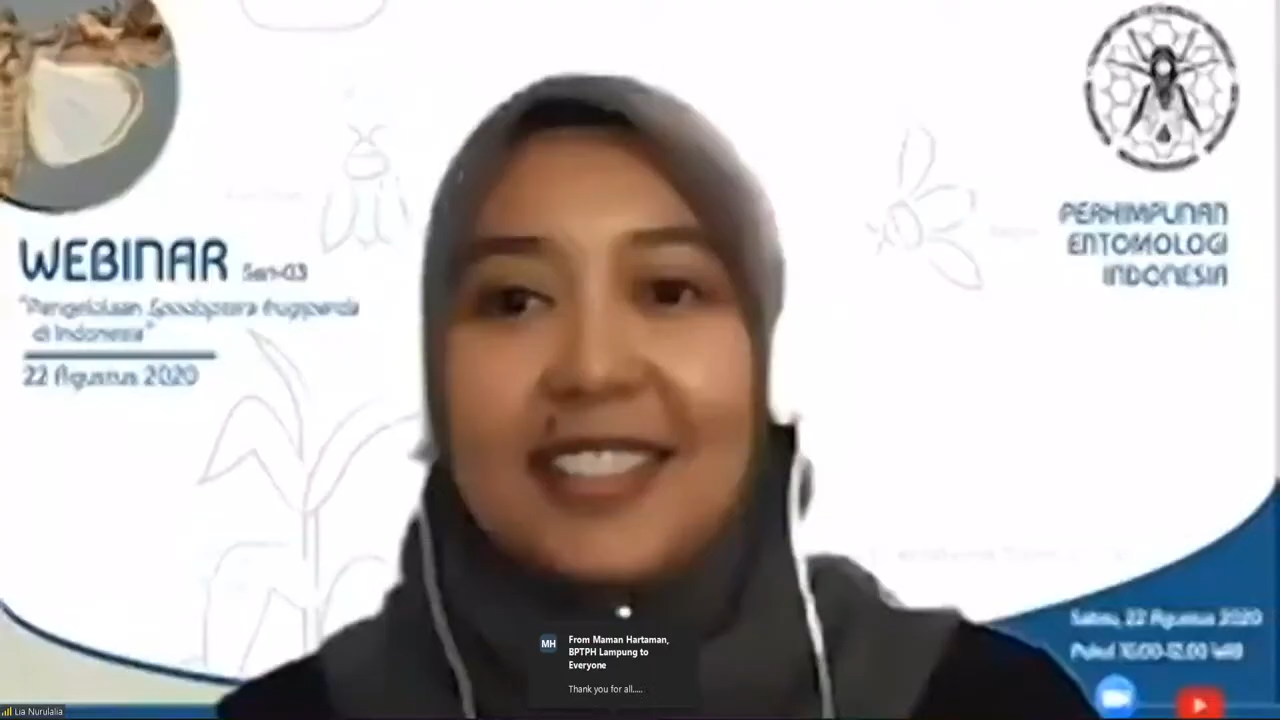 WEBINAR Seri-03
"Pengelolaan Spodoptera frugiperda
di Indonesia"
22 Agustus 2020
PERHIMPUNAN
ENTOMOLOGI
INDONESIA
Sabtu, 22 Agustus 2020
Pukul 10.00-12.00 WIB
MH
From Maman Hartaman,
BPTPH Lampung to
Everyone
Thank you for all.....
Lia Nurulalia